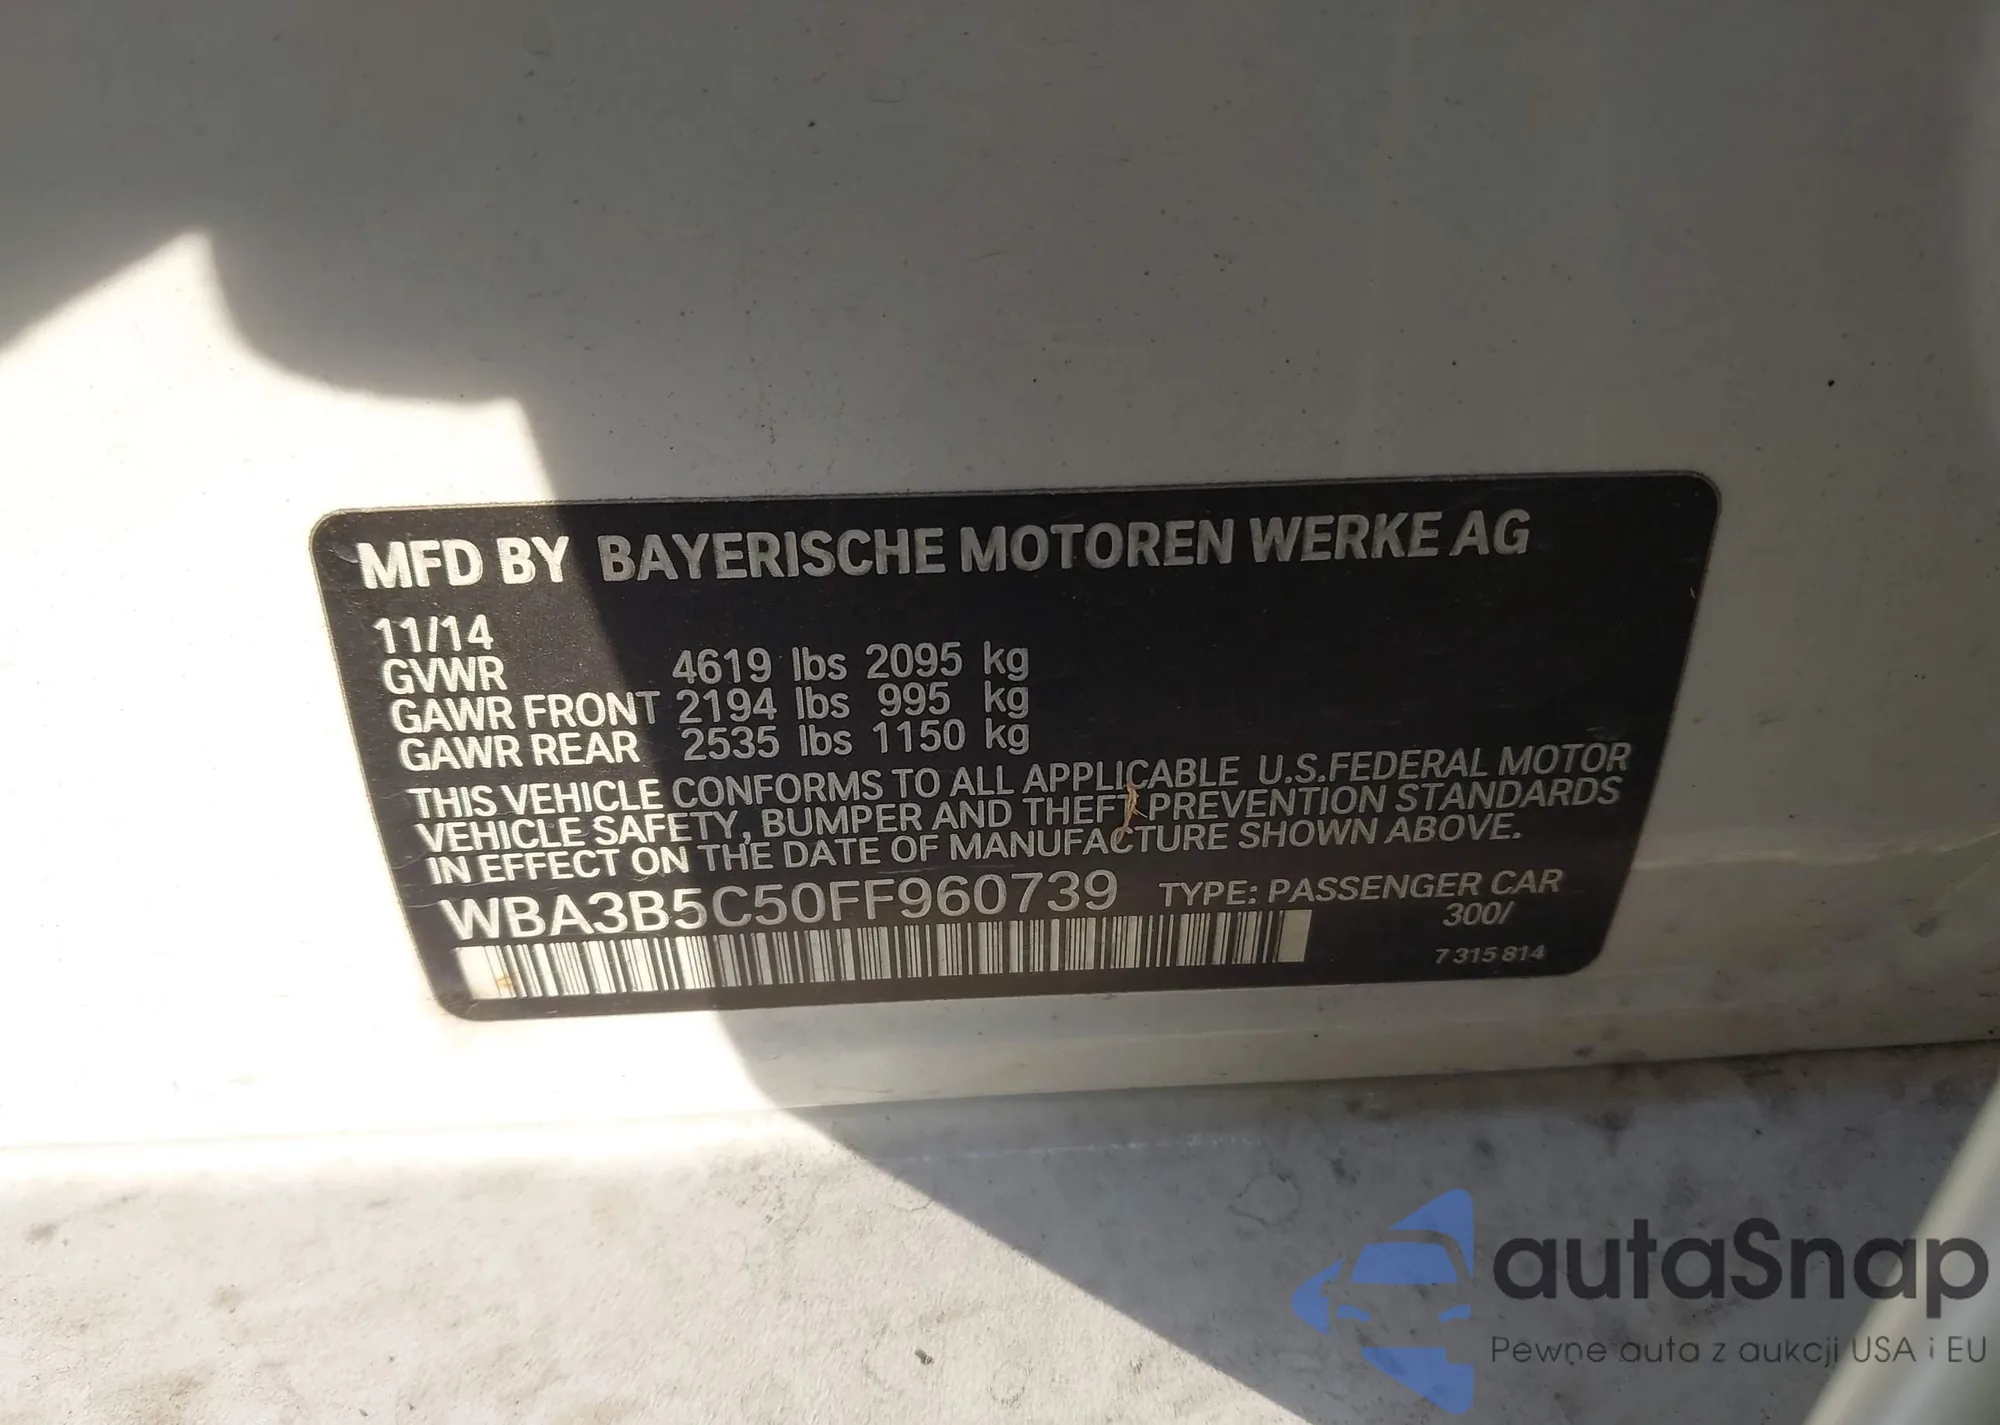 MFD BY BAYERISCHE MOTOREN WERKE AG
11/14
GVWR 4619 lbs 2095 kg
GAWR FRONT 2194 lbs 995 kg
GAWR REAR 2535 lbs 1150 kg
THIS VEHICLE CONFORMS TO ALL APPLICABLE U.S.FEDERAL MOTOR
VEHICLE SAFETY, BUMPER AND THEFT PREVENTION STANDARDS
IN EFFECT ON THE DATE OF MANUFACTURE SHOWN ABOVE.
WBA3B5C50FF960739 TYPE: PASSENGER CAR
300/
7 315 814
autaSnap
Pewne auta z aukcji USA i EU